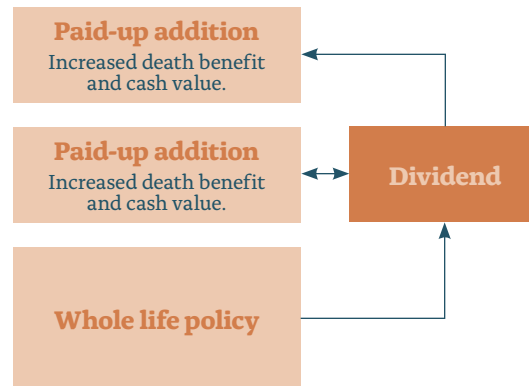 Paid-up addition
Increased death benefit
and cash value.
Paid-up addition
Increased death benefit
and cash value.
Dividend
Whole life policy